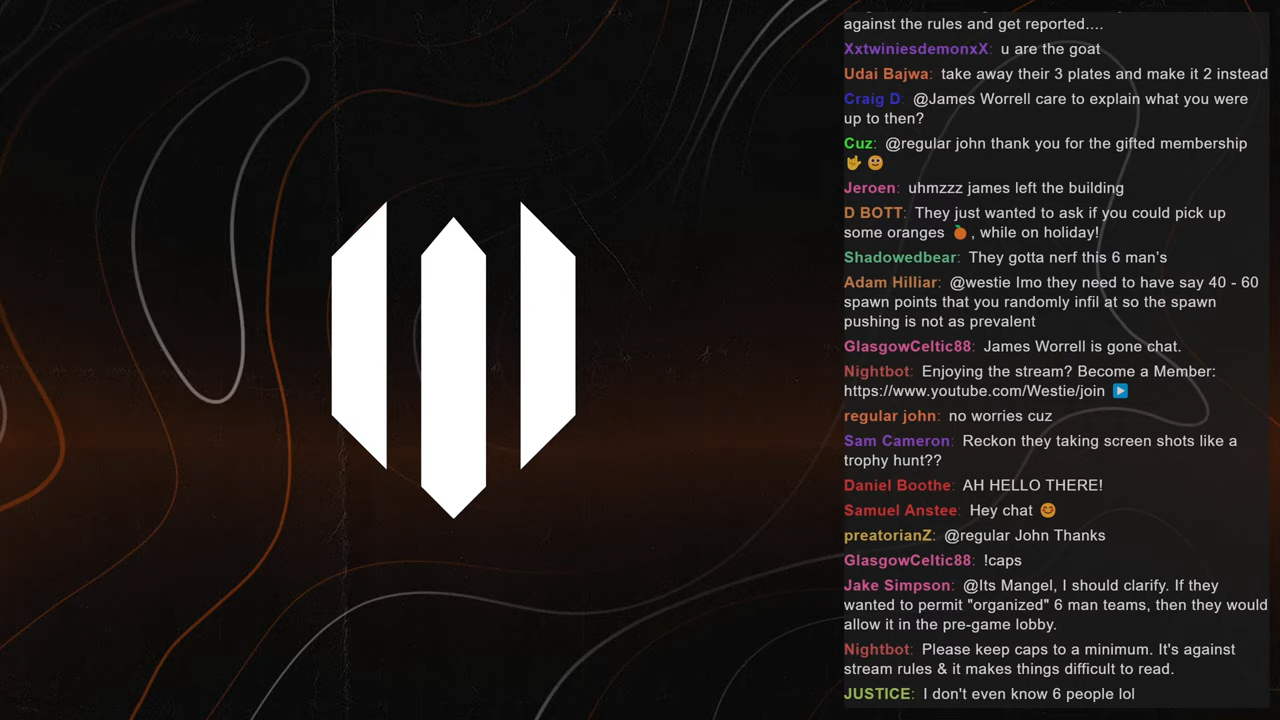 against the rules and get reported....
XxtwiniesdemonxX: u are the goat
Udai Bajwa: take away their 3 plates and make it 2 instead
Craig D: @James Worrell care to explain what you were
up to then?
Cuz: @regular john thank you for the gifted membership
Jeroen: uhmzzz james left the building
D BOTT: They just wanted to ask if you could pick up
some oranges 🍊, while on holiday!
Shadowedbear: They gotta nerf this 6 man's
Adam Hilliar: @westie Imo they need to have say 40 - 60
spawn points that you randomly infil at so the spawn
pushing is not as prevalent
GlasgowCeltic88: James Worrell is gone chat.
Nightbot: Enjoying the stream? Become a Member:
https://www.youtube.com/Westie/join
regular john: no worries cuz
Sam Cameron: Reckon they taking screen shots like a
trophy hunt??
Daniel Boothe: AH HELLO THERE!
Samuel Anstee: Hey chat 😊
preatorianZ: @regular John Thanks
GlasgowCeltic88: !caps
Jake Simpson: @Its Mangel, I should clarify. If they
wanted to permit "organized" 6 man teams, then they would
allow it in the pre-game lobby.
Nightbot: Please keep caps to a minimum. It's against
stream rules & it makes things difficult to read.
JUSTICE: I don't even know 6 people lol